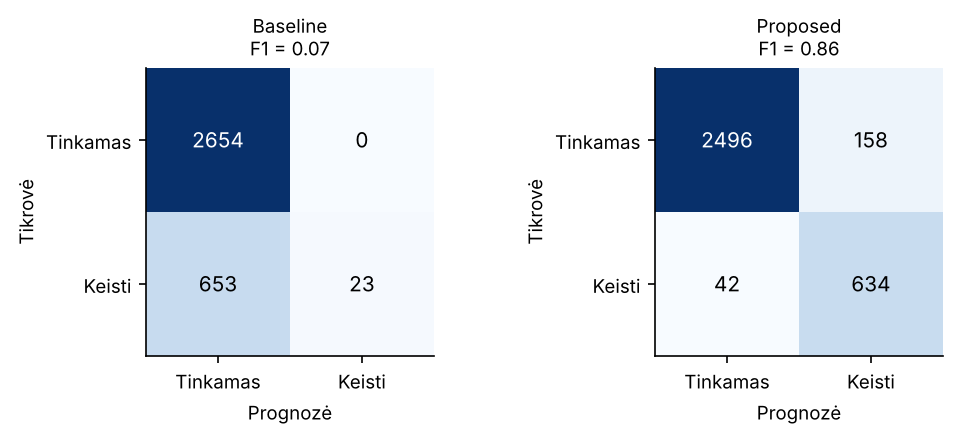 Baseline
F1 = 0.07
Tinkamas
2654
0
Tikrovė
Keisti
653
23
Tinkamas
Keisti
Prognozė
Proposed
F1 = 0.86
Tinkamas
2496
158
Tikrovė
Keisti
42
634
Tinkamas
Keisti
Prognozė